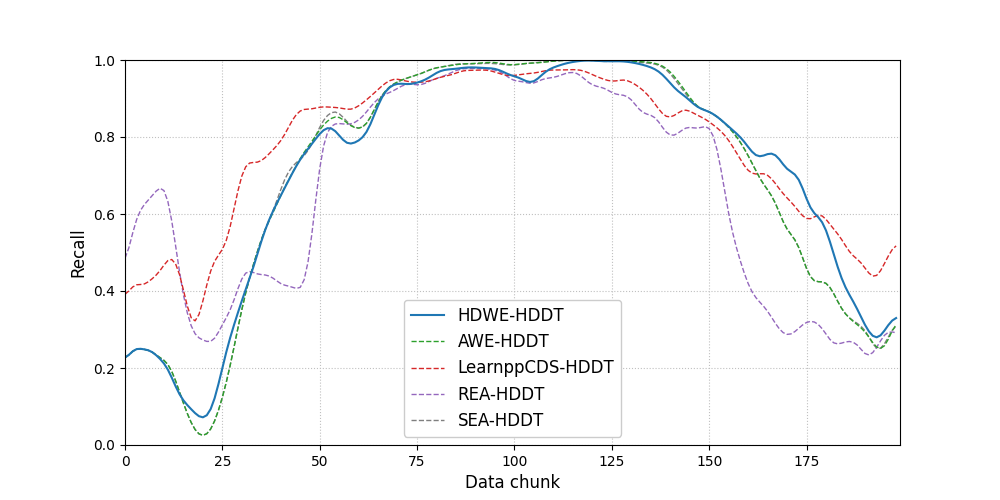 1.0
0.8
0.6
0.4
0.2
0.0
Recall
HDWE-HDDT
AWE-HDDT
LearnppCDS-HDDT
REA-HDDT
SEA-HDDT
0 25 50 75 100 125 150 175
Data chunk